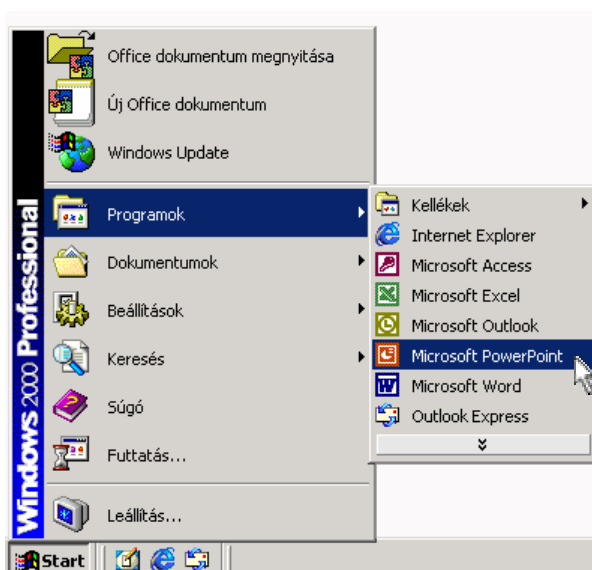 Office dokumentum megnyitása
Új Office dokumentum
Windows Update
Programok
Dokumentumok
Beállítások
Keresés
Súgó
Futtatás...
Leállítás...
Windows 2000 Professional
Kellékek
Internet Explorer
Microsoft Access
Microsoft Excel
Microsoft Outlook
Microsoft PowerPoint
Microsoft Word
Outlook Express
Start